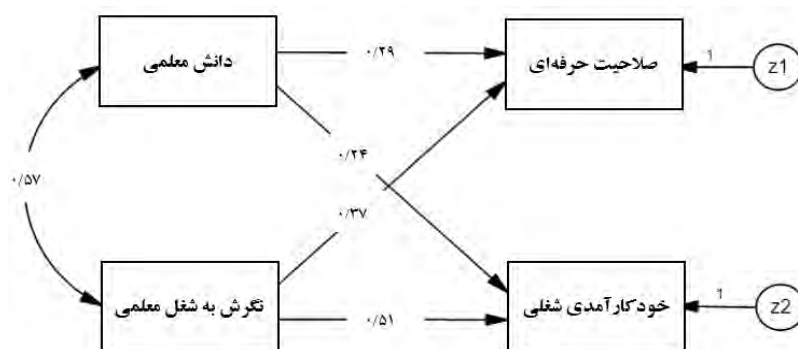 دانش معلمی
۰/۲۹
صلاحیت حرفه‌ای
1
z1
۰/۲۴
۰/۵۷
۰/۳۷
نگرش به شغل معلمی
۰/۵۱
خودکارآمدی شغلی
1
z2